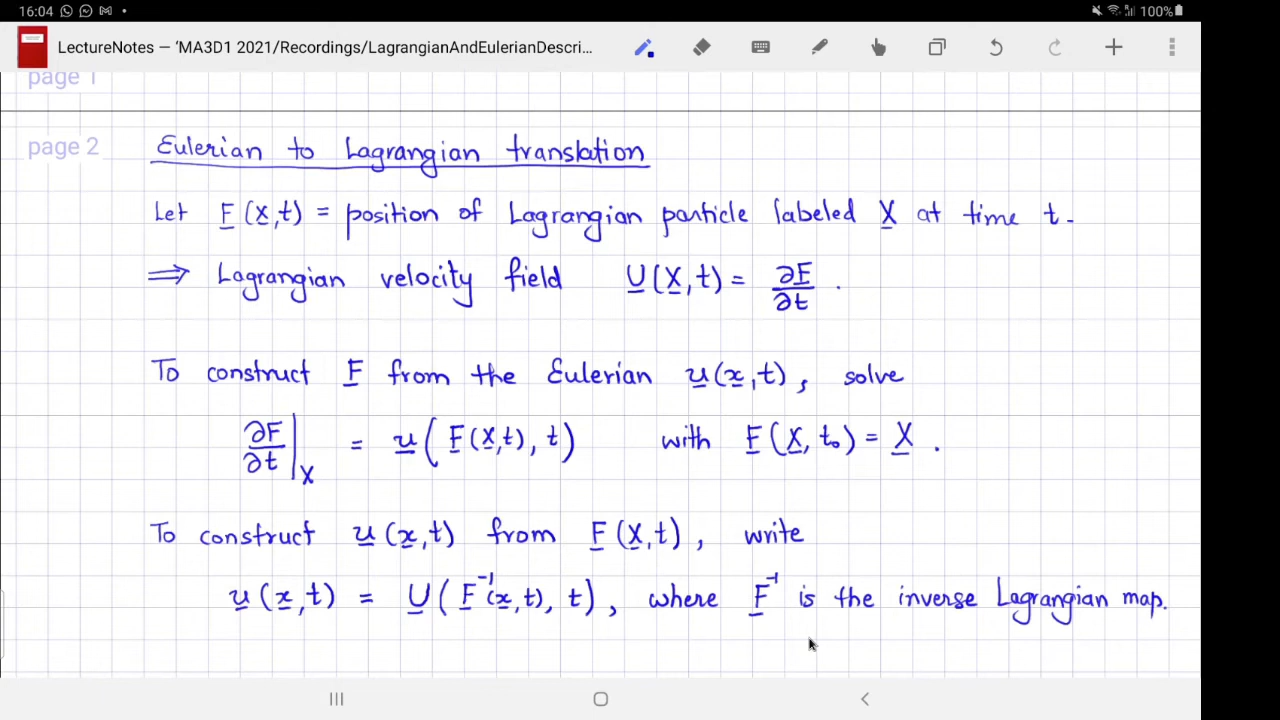 16:04
100%
LectureNotes — ‘MA3D1 2021/Recordings/LagrangianAndEulerianDescri...
page 1
page 2
Eulerian to Lagrangian translation
Let F̲(X̲,t) = position of Lagrangian particle labeled X̲ at time t.
⟹ Lagrangian velocity field U̲(X̲,t) = ∂F̲/∂t .
To construct F̲ from the Eulerian u̲(x̲,t), solve
∂F̲/∂t|_X = u̲(F̲(X̲,t), t) with F̲(X̲, t₀) = X̲ .
To construct u̲(x̲,t) from F̲(X̲,t), write
u̲(x̲,t) = U̲(F̲⁻¹(x̲,t), t), where F̲⁻¹ is the inverse Lagrangian map.